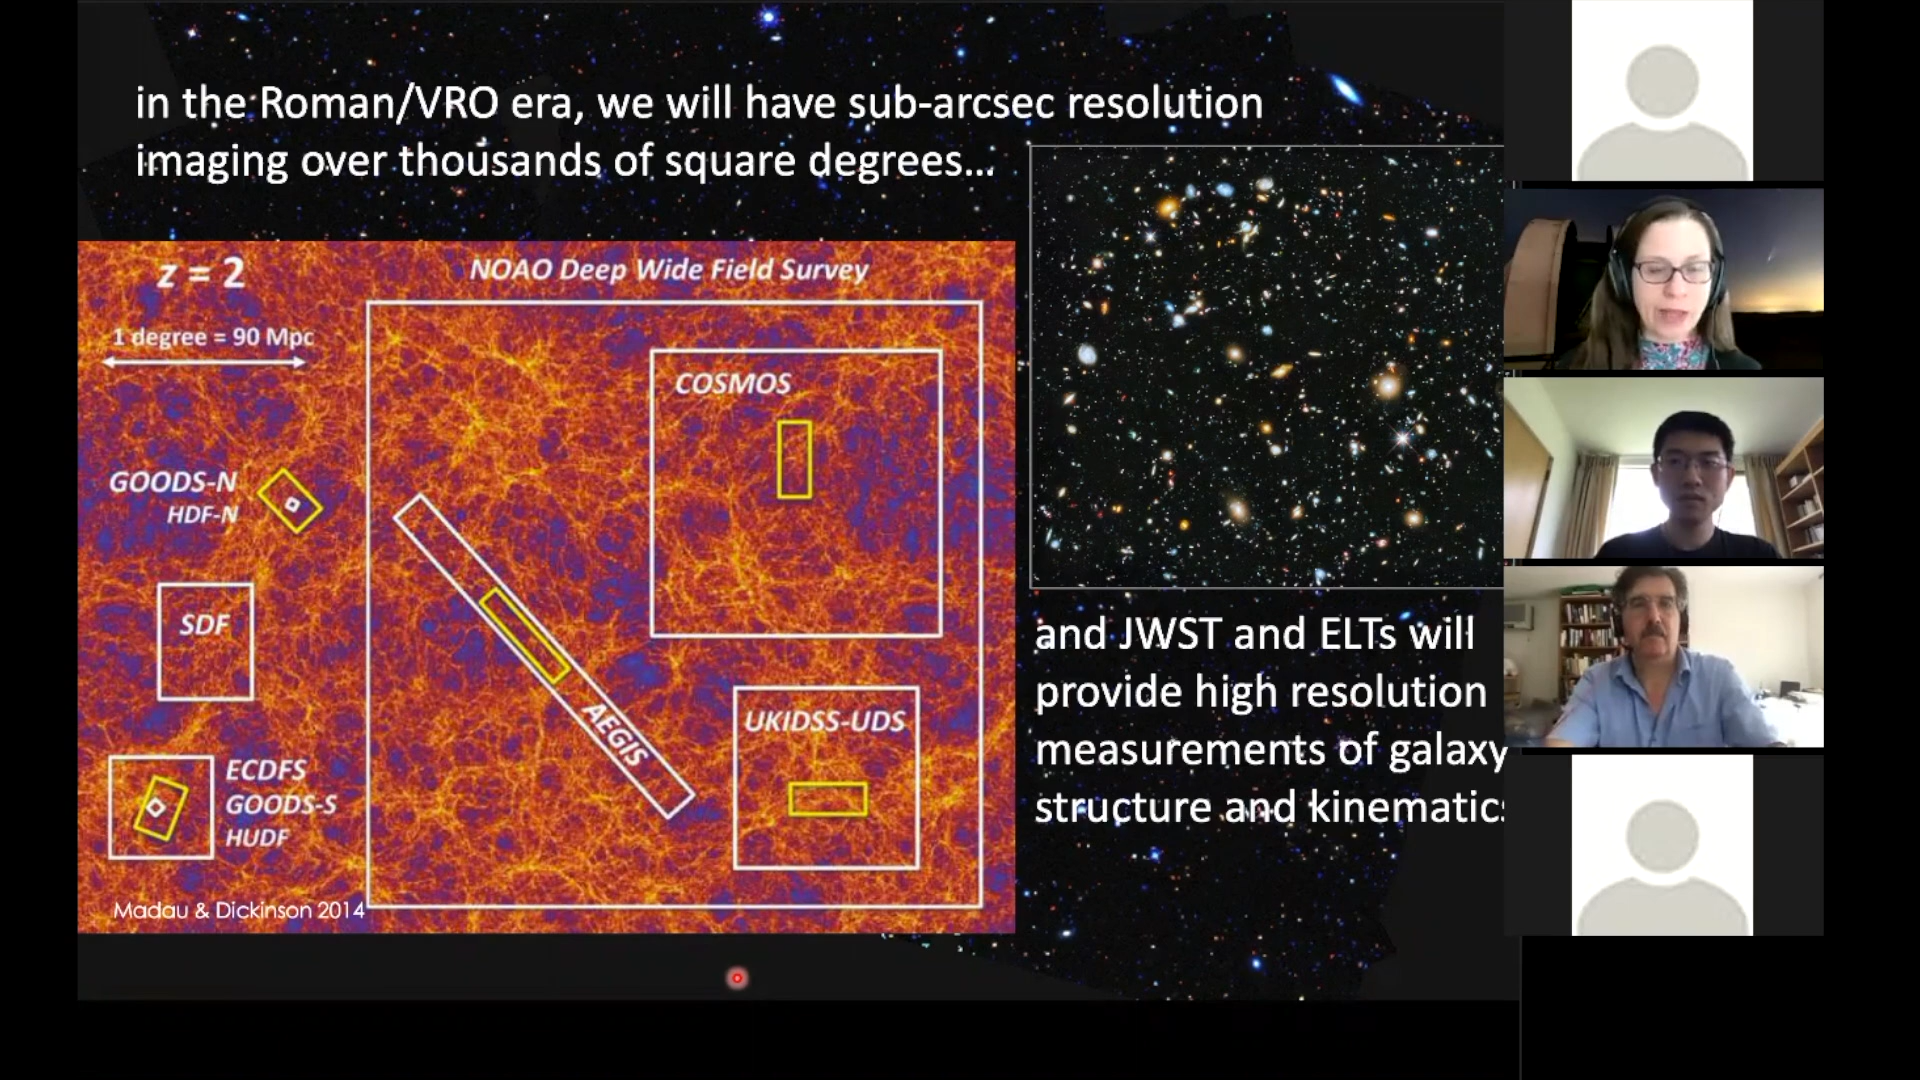 in the Roman/VRO era, we will have sub-arcsec resolution
imaging over thousands of square degrees...
z = 2
NOAO Deep Wide Field Survey
1 degree = 90 Mpc
COSMOS
GOODS-N
HDF-N
SDF
AEGIS
UKIDSS-UDS
ECDFS
GOODS-S
HUDF
Madau & Dickinson 2014
and JWST and ELTs will
provide high resolution
measurements of galaxy
structure and kinematics